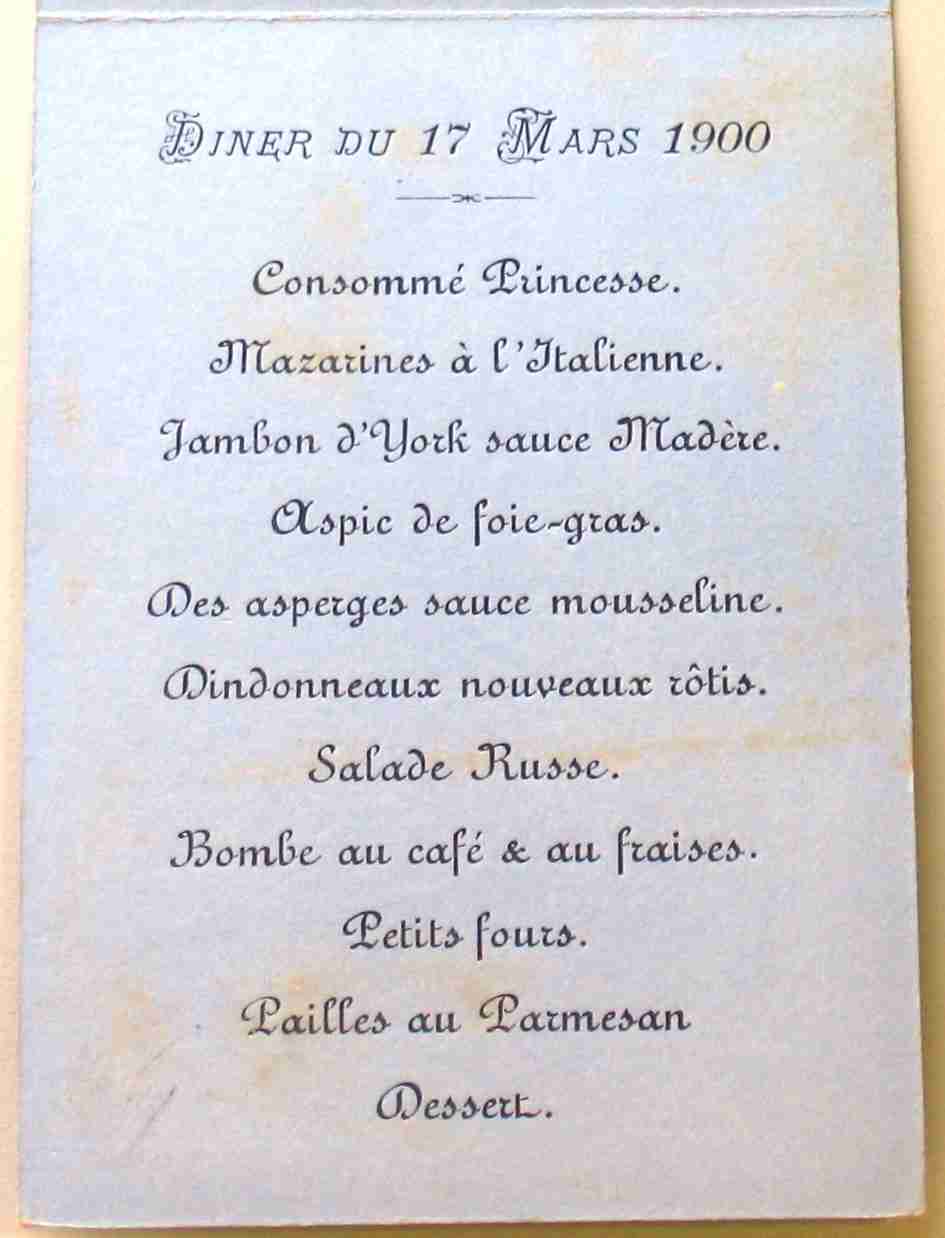 DINER DU 17 MARS 1900
Consommé Princesse.
Mazarines à l'Italienne.
Jambon d'York sauce Madère.
Aspic de foie-gras.
Des asperges sauce mousseline.
Dindonneaux nouveaux rôtis.
Salade Russe.
Bombe au café & au fraises.
Petits fours.
Pailles au Parmesan
Dessert.